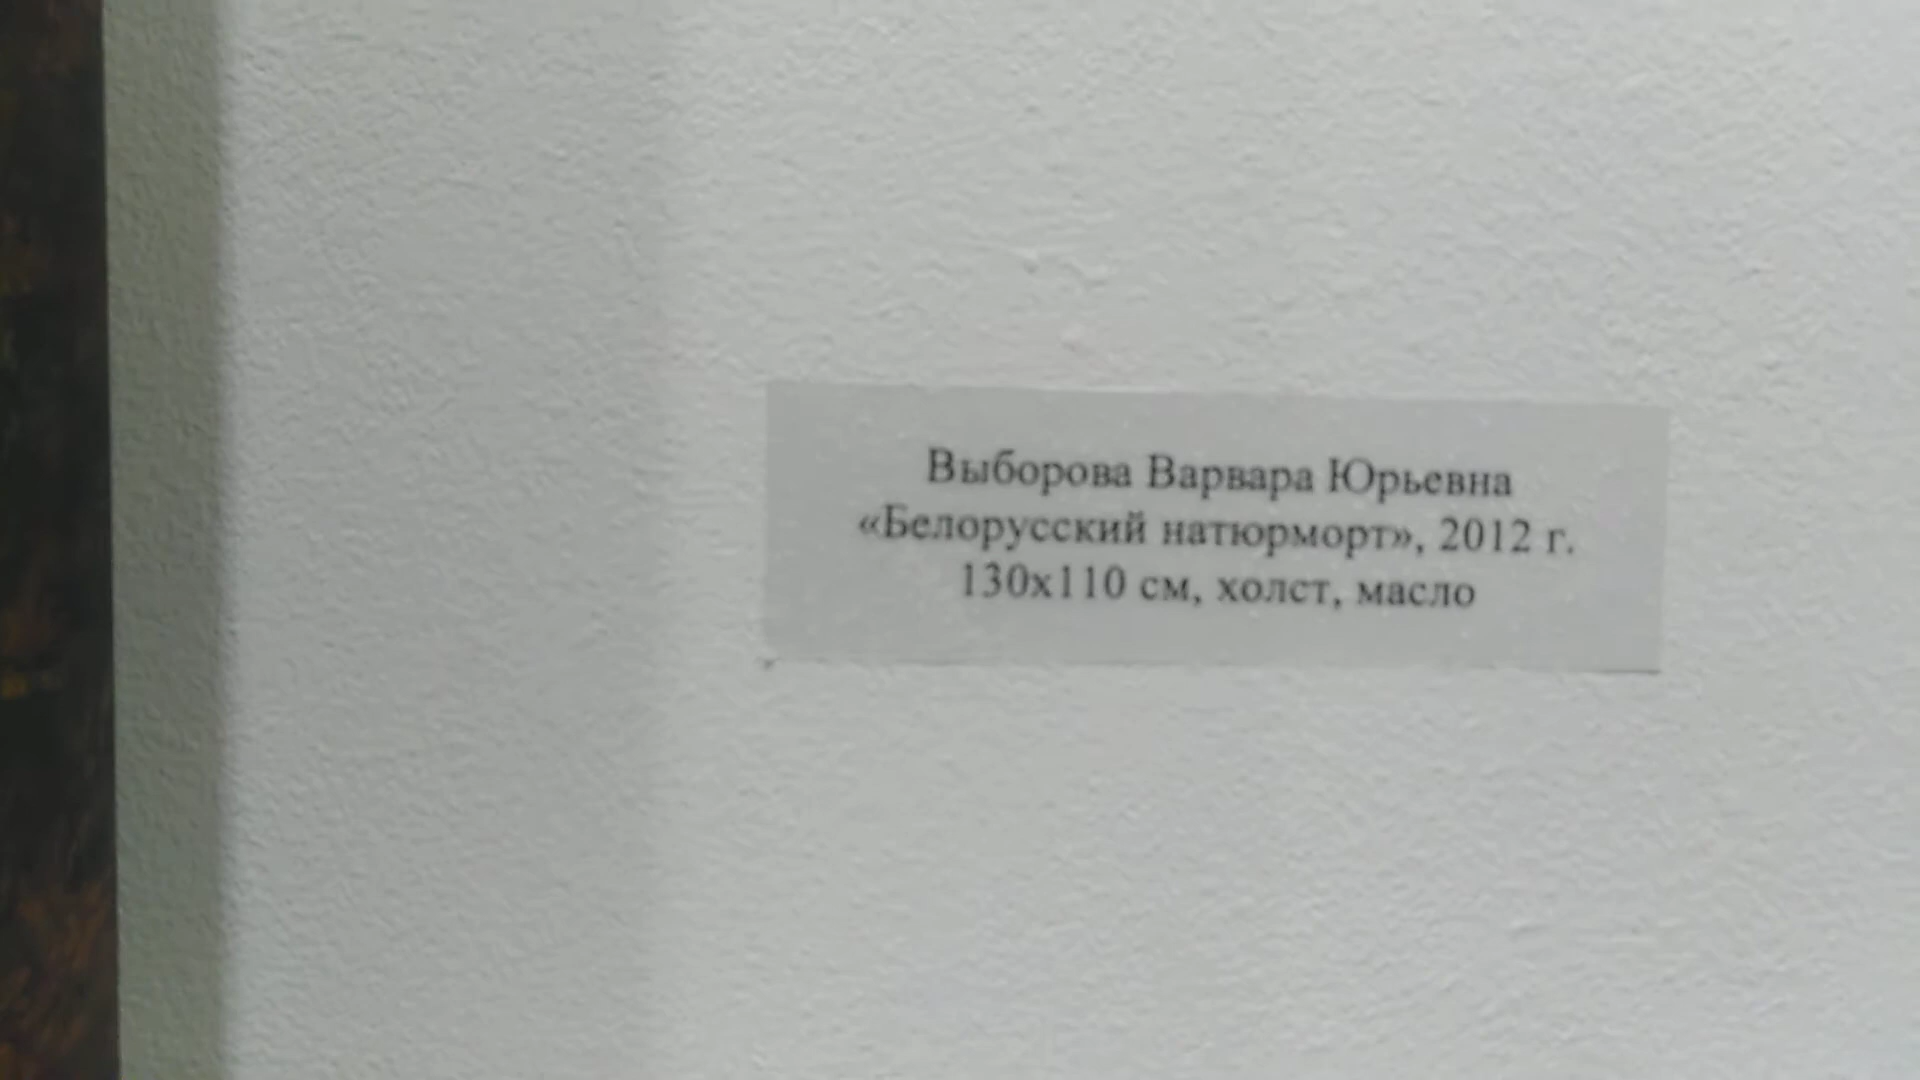 Выборова Варвара Юрьевна
«Белорусский натюрморт», 2012 г.
130х110 см, холст, масло